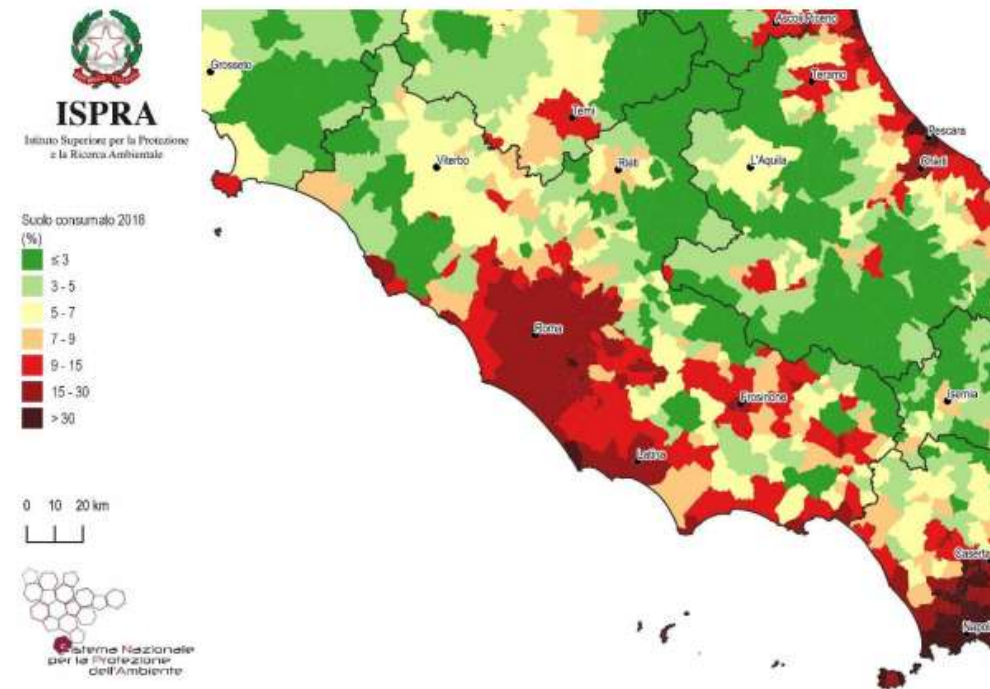 ISPRA
Istituto Superiore per la Protezione
e la Ricerca Ambientale
Suolo consumato 2018
(%)
≤ 3
3 - 5
5 - 7
7 - 9
9 - 15
15 - 30
> 30
0 10 20 km
Sistema Nazionale
per la Protezione
dell'Ambiente
Ascoli Piceno
Grosseto
Teramo
Terni
Pescara
Viterbo
Rieti
L'Aquila
Chieti
Roma
Frosinone
Isernia
Latina
Caserta
Napoli